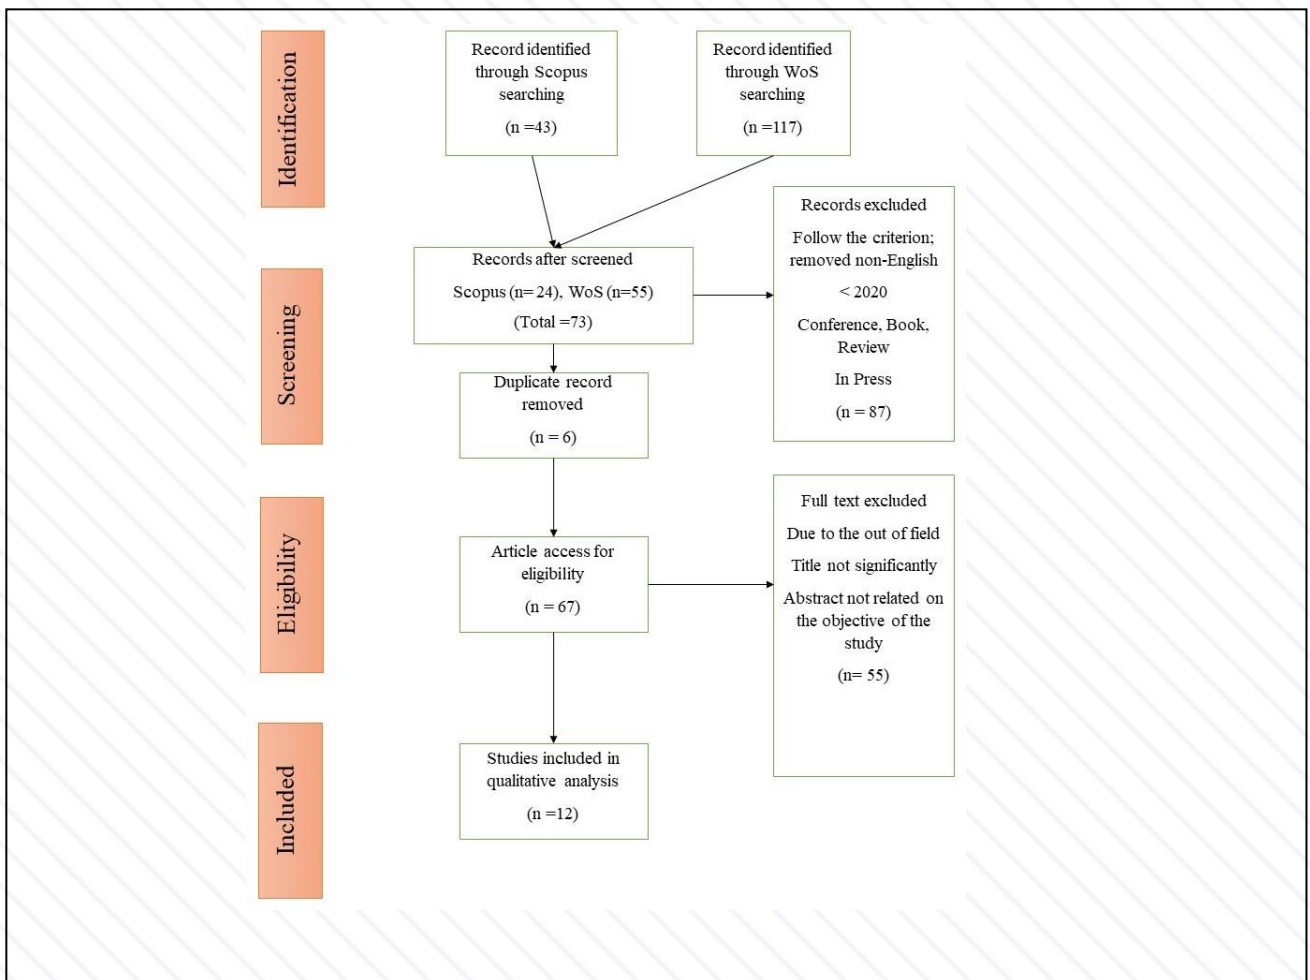 Identification
Record identified
through Scopus
searching
(n =43)
Record identified
through WoS
searching
(n =117)
Records excluded
Follow the criterion;
removed non-English
< 2020
Conference, Book,
Review
In Press
(n = 87)
Screening
Records after screened
Scopus (n= 24), WoS (n=55)
(Total =73)
Duplicate record
removed
(n = 6)
Eligibility
Article access for
eligibility
(n = 67)
Full text excluded
Due to the out of field
Title not significantly
Abstract not related on
the objective of the
study
(n= 55)
Included
Studies included in
qualitative analysis
(n =12)